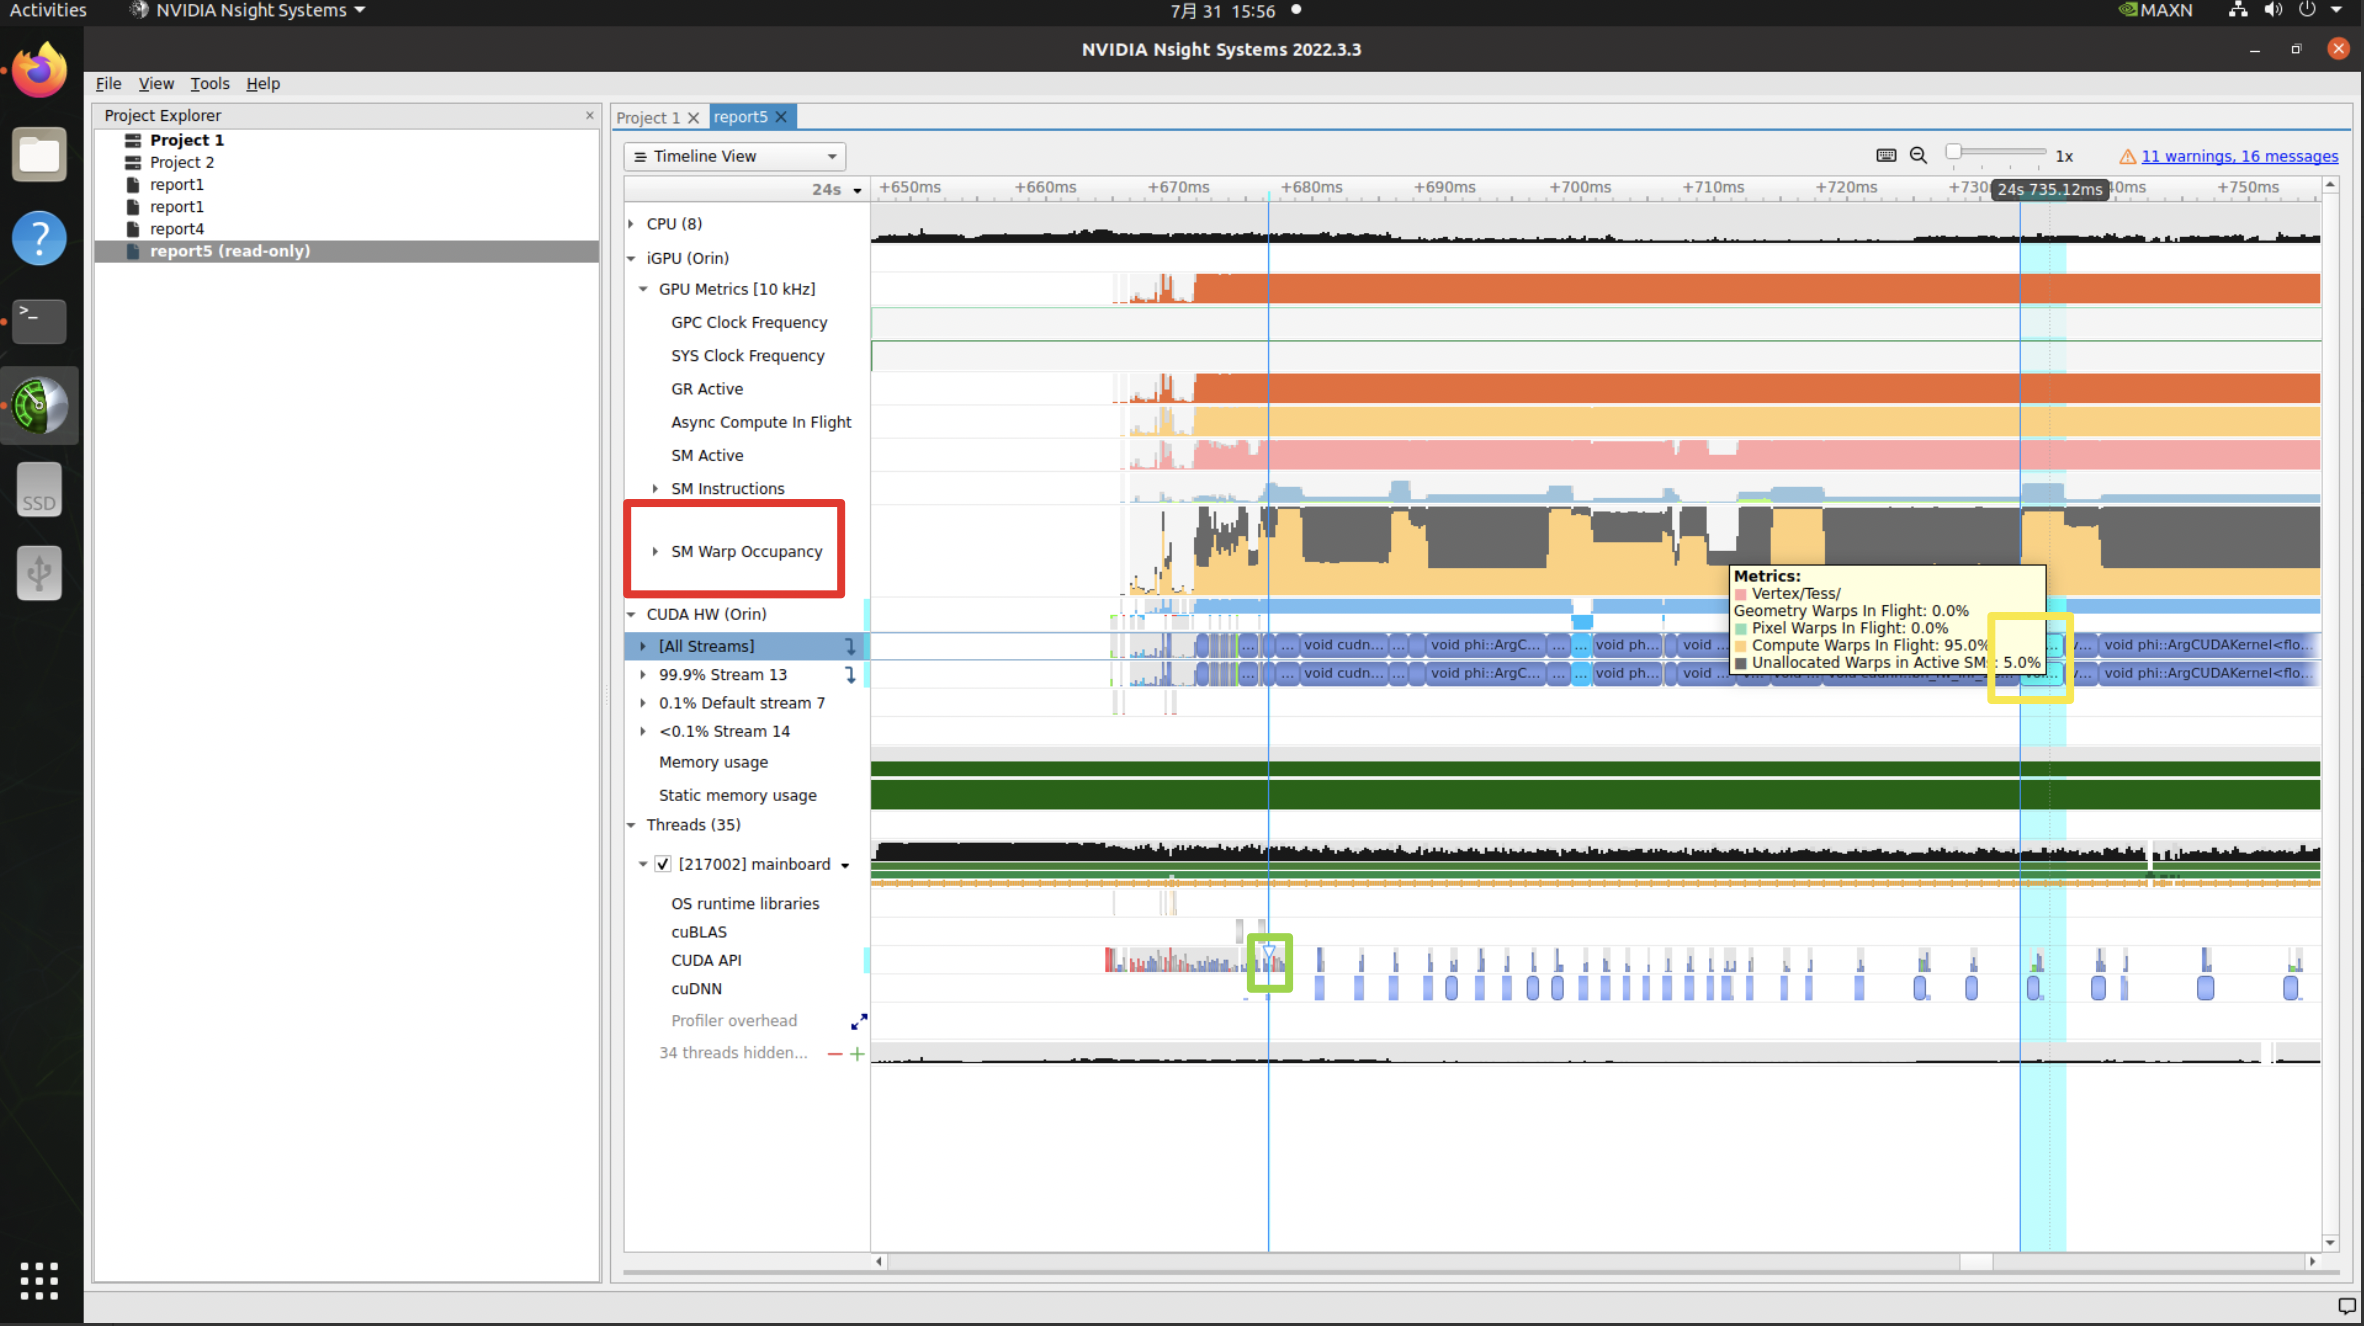 Activities
NVIDIA Nsight Systems
7月 31 15:56
MAXN
NVIDIA Nsight Systems 2022.3.3
File View Tools Help
Project Explorer
Project 1
Project 2
report1
report1
report4
report5 (read-only)
Project 1
report5
Timeline View
1x
11 warnings, 16 messages
24s
+650ms +660ms +670ms +680ms +690ms +700ms +710ms +720ms 24s 735.12ms +750ms
CPU (8)
iGPU (Orin)
GPU Metrics [10 kHz]
GPC Clock Frequency
SYS Clock Frequency
GR Active
Async Compute In Flight
SM Active
SM Instructions
SM Warp Occupancy
Metrics:
Vertex/Tess/
Geometry Warps In Flight: 0.0%
Pixel Warps In Flight: 0.0%
Compute Warps In Flight: 95.0%
Unallocated Warps in Active SMs: 5.0%
CUDA HW (Orin)
[All Streams]
... ... void cudn... ... void phi::ArgC... ... ... void ph... void ... v... void phi::ArgCUDAKernel<flo...
99.9% Stream 13
... ... void cudn... ... void phi::ArgC... ... ... void ph... void ... v... void phi::ArgCUDAKernel<flo...
0.1% Default stream 7
<0.1% Stream 14
Memory usage
Static memory usage
Threads (35)
[217002] mainboard
OS runtime libraries
cuBLAS
CUDA API
cuDNN
Profiler overhead
34 threads hidden...
SSD